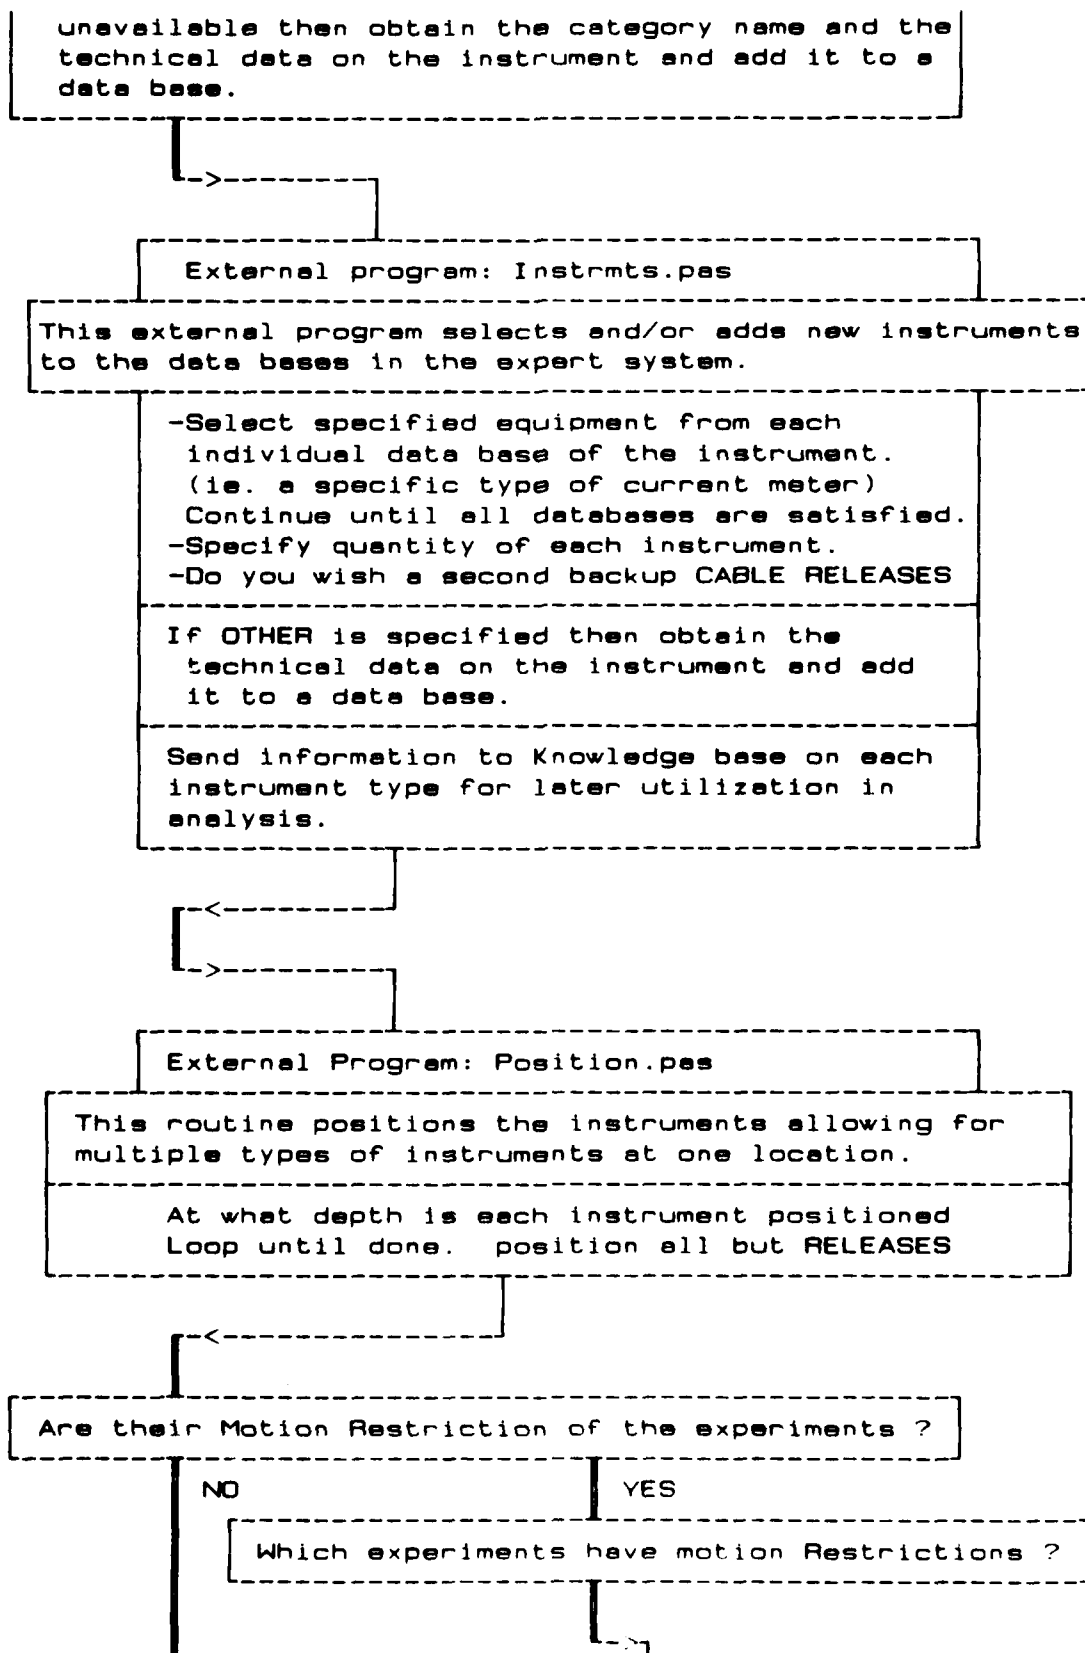 unavailable then obtain the category name and the
technical data on the instrument and add it to a
data base.
External program: Instrmts.pas
This external program selects and/or adds new instruments
to the data bases in the expert system.
-Select specified equipment from each
individual data base of the instrument.
(ie. a specific type of current meter)
Continue until all databases are satisfied.
-Specify quantity of each instrument.
-Do you wish a second backup CABLE RELEASES
If OTHER is specified then obtain the
technical data on the instrument and add
it to a data base.
Send information to Knowledge base on each
instrument type for later utilization in
analysis.
External Program: Position.pas
This routine positions the instruments allowing for
multiple types of instruments at one location.
At what depth is each instrument positioned
Loop until done. position all but RELEASES
Are their Motion Restriction of the experiments ?
NO YES
Which experiments have motion Restrictions ?